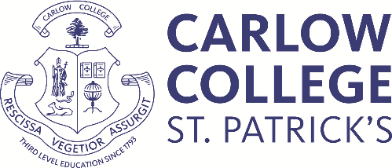 CARLOW COLLEGE
RESCISSA VEGETIOR ASSURGIT
THIRD LEVEL EDUCATION SINCE 1793
CARLOW
COLLEGE
ST. PATRICK'S